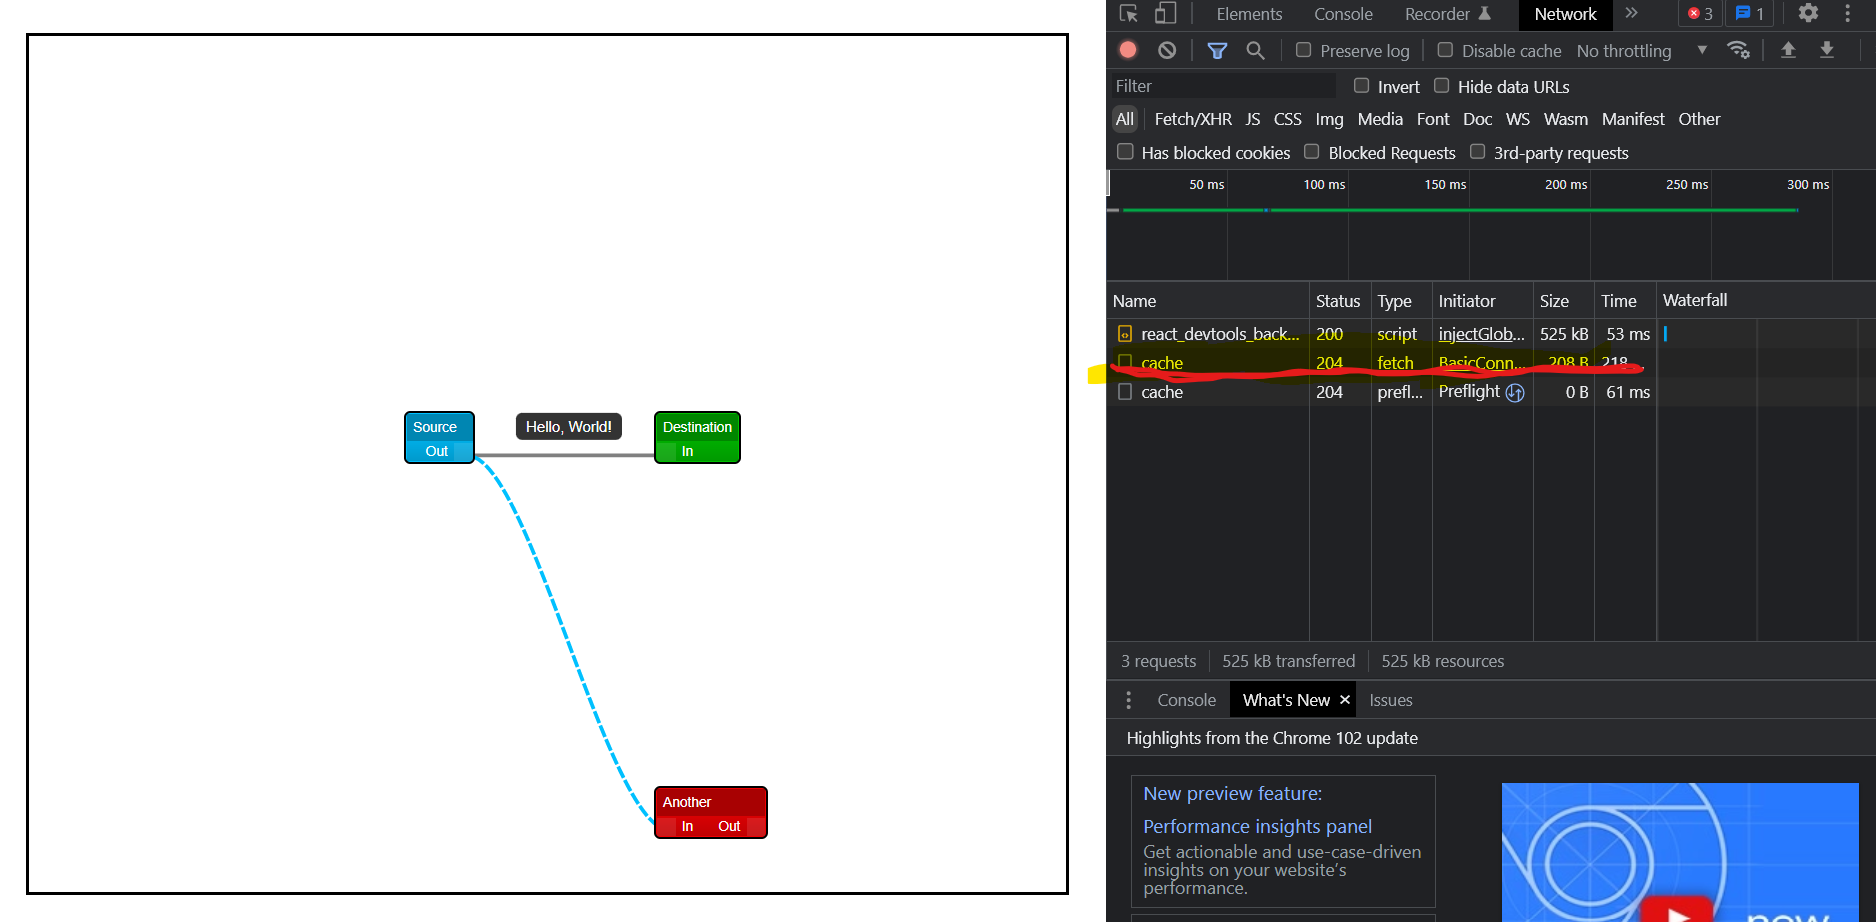 Source
Out
Hello, World!
Destination
In
Another
In Out
Elements Console Recorder Network » 3 1
Preserve log Disable cache No throttling
Filter Invert Hide data URLs
All Fetch/XHR JS CSS Img Media Font Doc WS Wasm Manifest Other
Has blocked cookies Blocked Requests 3rd-party requests
50 ms 100 ms 150 ms 200 ms 250 ms 300 ms
Name Status Type Initiator Size Time Waterfall
react_devtools_back... 200 script injectGlob... 525 kB 53 ms
cache 204 fetch BasicConn... 208 B 218...
cache 204 prefl... Preflight 0 B 61 ms
3 requests 525 kB transferred 525 kB resources
Console What's New × Issues
Highlights from the Chrome 102 update
New preview feature:
Performance insights panel
Get actionable and use-case-driven
insights on your website's
performance.
new